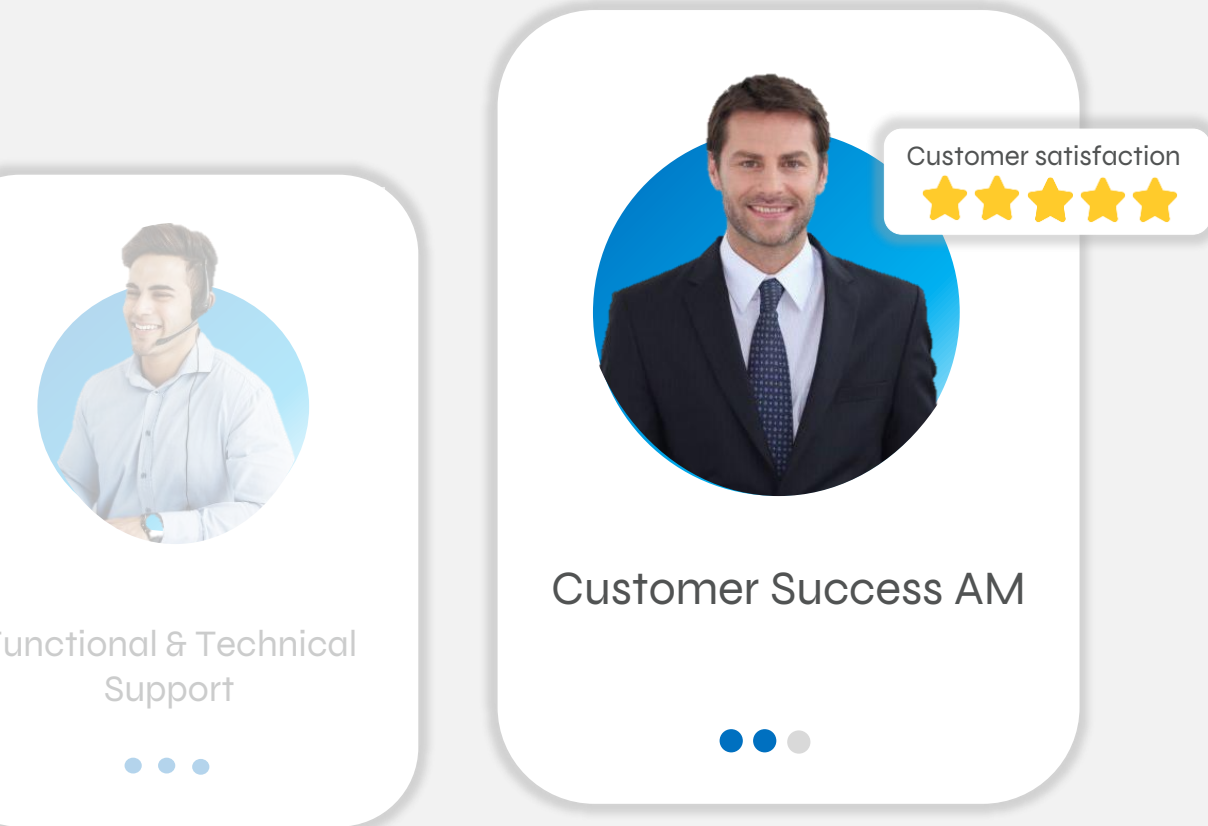 Customer satisfaction
Customer Success AM
unctional & Technical
Support